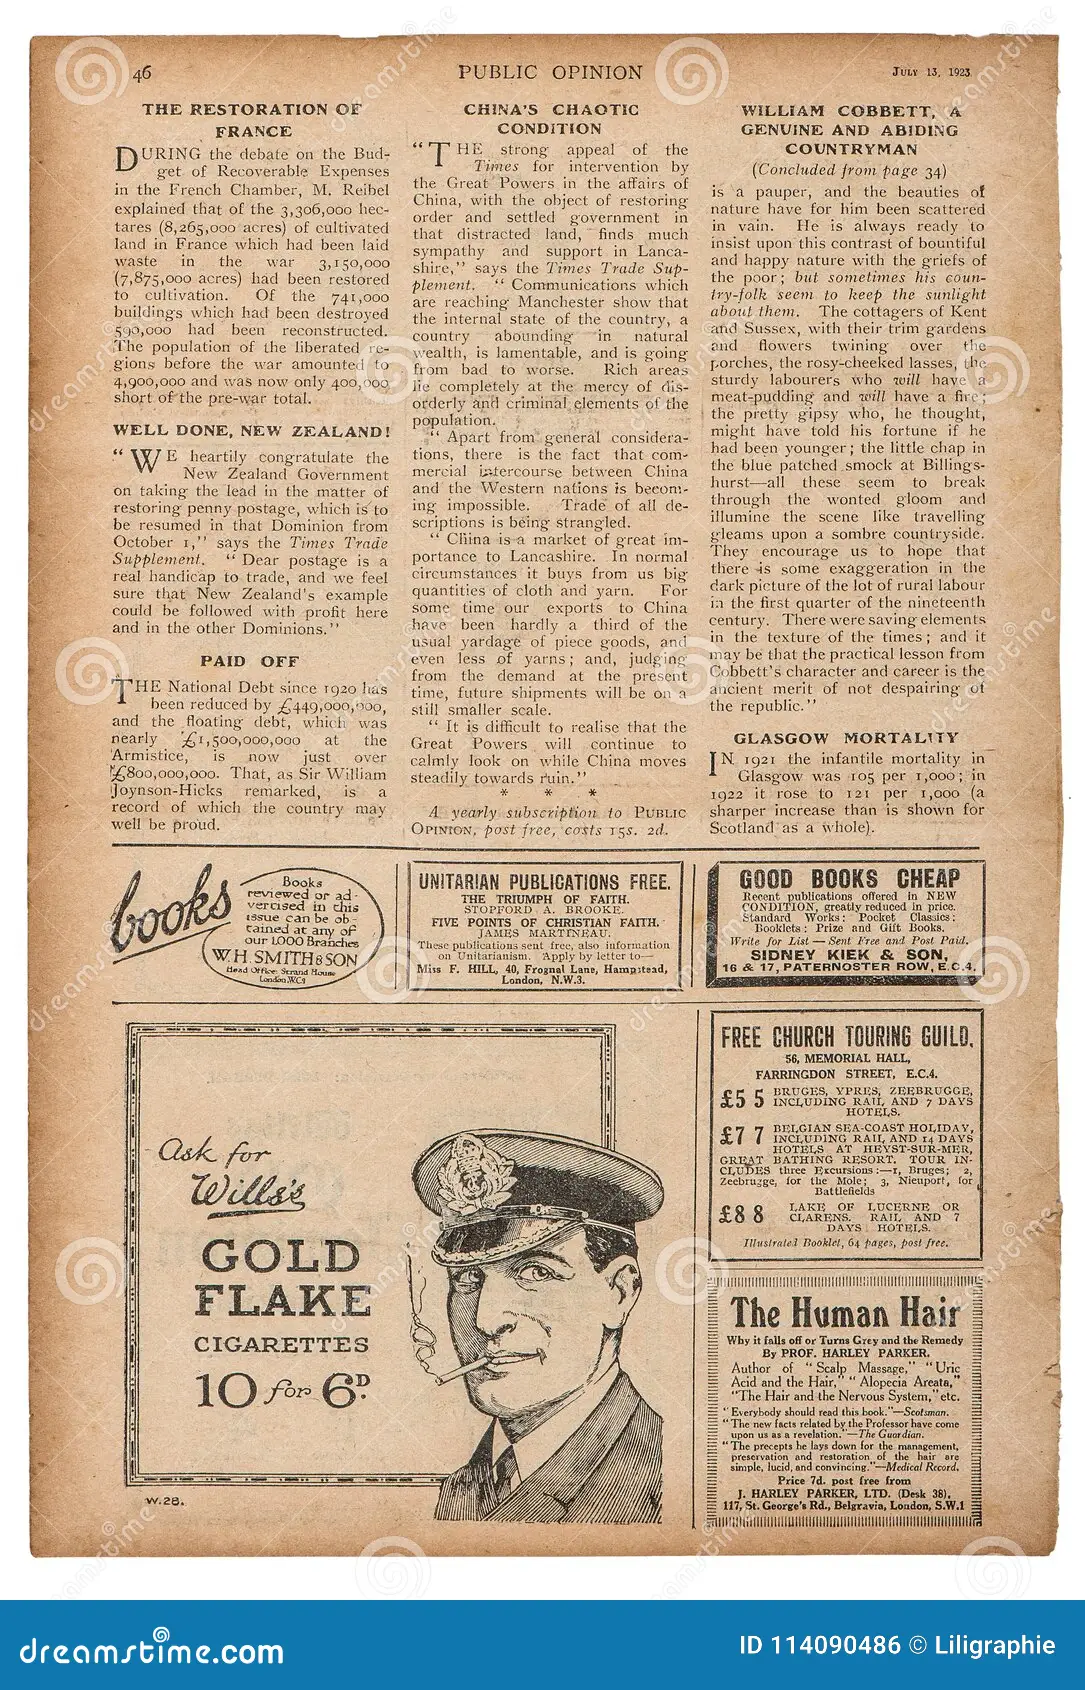 46
PUBLIC OPINION
July 13, 1923
THE RESTORATION OF
FRANCE
DURING the debate on the Bud-
get of Recoverable Expenses
in the French Chamber, M. Reibel
explained that of the 3,306,000 hec-
tares (8,265,000 acres) of cultivated
land in France which had been laid
waste in the war 3,150,000
(7,875,000 acres) had been restored
to cultivation. Of the 741,000
buildings which had been destroyed
590,000 had been reconstructed.
The population of the liberated re-
gions before the war amounted to
4,900,000 and was now only 400,000
short of the pre-war total.
WELL DONE, NEW ZEALAND!
"WE heartily congratulate the
New Zealand Government
on taking the lead in the matter of
restoring penny postage, which is to
be resumed in that Dominion from
October 1," says the Times Trade
Supplement. "Dear postage is a
real handicap to trade, and we feel
sure that New Zealand's example
could be followed with profit here
and in the other Dominions."
PAID OFF
THE National Debt since 1920 has
been reduced by £449,000,000,
and the floating debt, which was
nearly £1,500,000,000 at the
Armistice, is now just over
£800,000,000. That, as Sir William
Joynson-Hicks remarked, is a
record of which the country may
well be proud.
CHINA'S CHAOTIC
CONDITION
"THE strong appeal of the
Times for intervention by
the Great Powers in the affairs of
China, with the object of restoring
order and settled government in
that distracted land, finds much
sympathy and support in Lanca-
shire," says the Times Trade Sup-
plement. "Communications which
are reaching Manchester show that
the internal state of the country, a
country abounding in natural
wealth, is lamentable, and is going
from bad to worse. Rich areas
lie completely at the mercy of dis-
orderly and criminal elements of the
population.
"Apart from general considera-
tions, there is the fact that com-
mercial intercourse between China
and the Western nations is becom-
ing impossible. Trade of all de-
scriptions is being strangled.
"China is a market of great im-
portance to Lancashire. In normal
circumstances it buys from us big
quantities of cloth and yarn. For
some time our exports to China
have been hardly a third of the
usual yardage of piece goods, and
even less of yarns; and, judging
from the demand at the present
time, future shipments will be on a
still smaller scale.
"It is difficult to realise that the
Great Powers will continue to
calmly look on while China moves
steadily towards ruin."
* * *
A yearly subscription to PUBLIC
OPINION, post free, costs 15s. 2d.
WILLIAM COBBETT, A
GENUINE AND ABIDING
COUNTRYMAN
(Concluded from page 34)
is a pauper, and the beauties of
nature have for him been scattered
in vain. He is always ready to
insist upon this contrast of bountiful
and happy nature with the griefs of
the poor; but sometimes his coun-
try-folk seem to keep the sunlight
about them. The cottagers of Kent
and Sussex, with their trim gardens
and flowers twining over the
porches, the rosy-cheeked lasses, the
sturdy labourers who will have a
meat-pudding and will have a fire;
the pretty gipsy who, he thought,
might have told his fortune if he
had been younger; the little chap in
the blue patched smock at Billings-
hurst—all these seem to break
through the wonted gloom and
illumine the scene like travelling
gleams upon a sombre countryside.
They encourage us to hope that
there is some exaggeration in the
dark picture of the lot of rural labour
in the first quarter of the nineteenth
century. There were saving elements
in the texture of the times; and it
may be that the practical lesson from
Cobbett's character and career is the
ancient merit of not despairing of
the republic."
GLASGOW MORTALITY
IN 1921 the infantile mortality in
Glasgow was 105 per 1,000; in
1922 it rose to 121 per 1,000 (a
sharper increase than is shown for
Scotland as a whole).
books
Books
reviewed or ad-
vertised in this
issue can be ob-
tained at any of
our 1,000 Branches
W.H SMITH & SON
Head Office: Strand House
London, W.C.2
UNITARIAN PUBLICATIONS FREE.
THE TRIUMPH OF FAITH.
STOPFORD A. BROOKE.
FIVE POINTS OF CHRISTIAN FAITH.
JAMES MARTINEAU.
These publications sent free, also information
on Unitarianism. Apply by letter to—
Miss F. HILL, 40, Frognal Lane, Hampstead,
London, N.W.3.
GOOD BOOKS CHEAP
Recent publications offered in NEW
CONDITION, greatly reduced in price.
Standard Works: Pocket Classics:
Booklets: Prize and Gift Books.
Write for List — Sent Free and Post Paid.
SIDNEY KIEK & SON,
16 & 17, PATERNOSTER ROW, E.C.4.
Ask for
Wills's
GOLD
FLAKE
CIGARETTES
10 for 6D.
W.28.
FREE CHURCH TOURING GUILD,
56, MEMORIAL HALL,
FARRINGDON STREET, E.C.4.
£5 5 BRUGES, YPRES, ZEEBRUGGE,
INCLUDING RAIL AND 7 DAYS
HOTELS.
£7 7 BELGIAN SEA-COAST HOLIDAY,
INCLUDING RAIL AND 14 DAYS
HOTELS AT HEYST-SUR-MER,
GREAT BATHING RESORT. TOUR IN-
CLUDES three Excursions:—1, Bruges; 2,
Zeebrugge, for the Mole; 3, Nieuport, for
Battlefields
£8 8 LAKE OF LUCERNE OR
CLARENS. RAIL AND 7
DAYS HOTELS.
Illustrated Booklet, 64 pages, post free.
The Human Hair
Why it falls off or Turns Grey and the Remedy
By PROF. HARLEY PARKER.
Author of "Scalp Massage," "Uric
Acid and the Hair," "Alopecia Areata,"
"The Hair and the Nervous System," etc.
"Everybody should read this book."—Scotsman.
"The new facts related by the Professor have come
upon us as a revelation."—The Guardian.
"The precepts he lays down for the management,
preservation and restoration of the hair are
simple, lucid, and convincing."—Medical Record.
Price 7d. post free from
J. HARLEY PARKER, LTD. (Desk 38),
117, St. George's Rd., Belgravia, London, S.W.1
dreamstime.com
ID 114090486 © Liligraphie